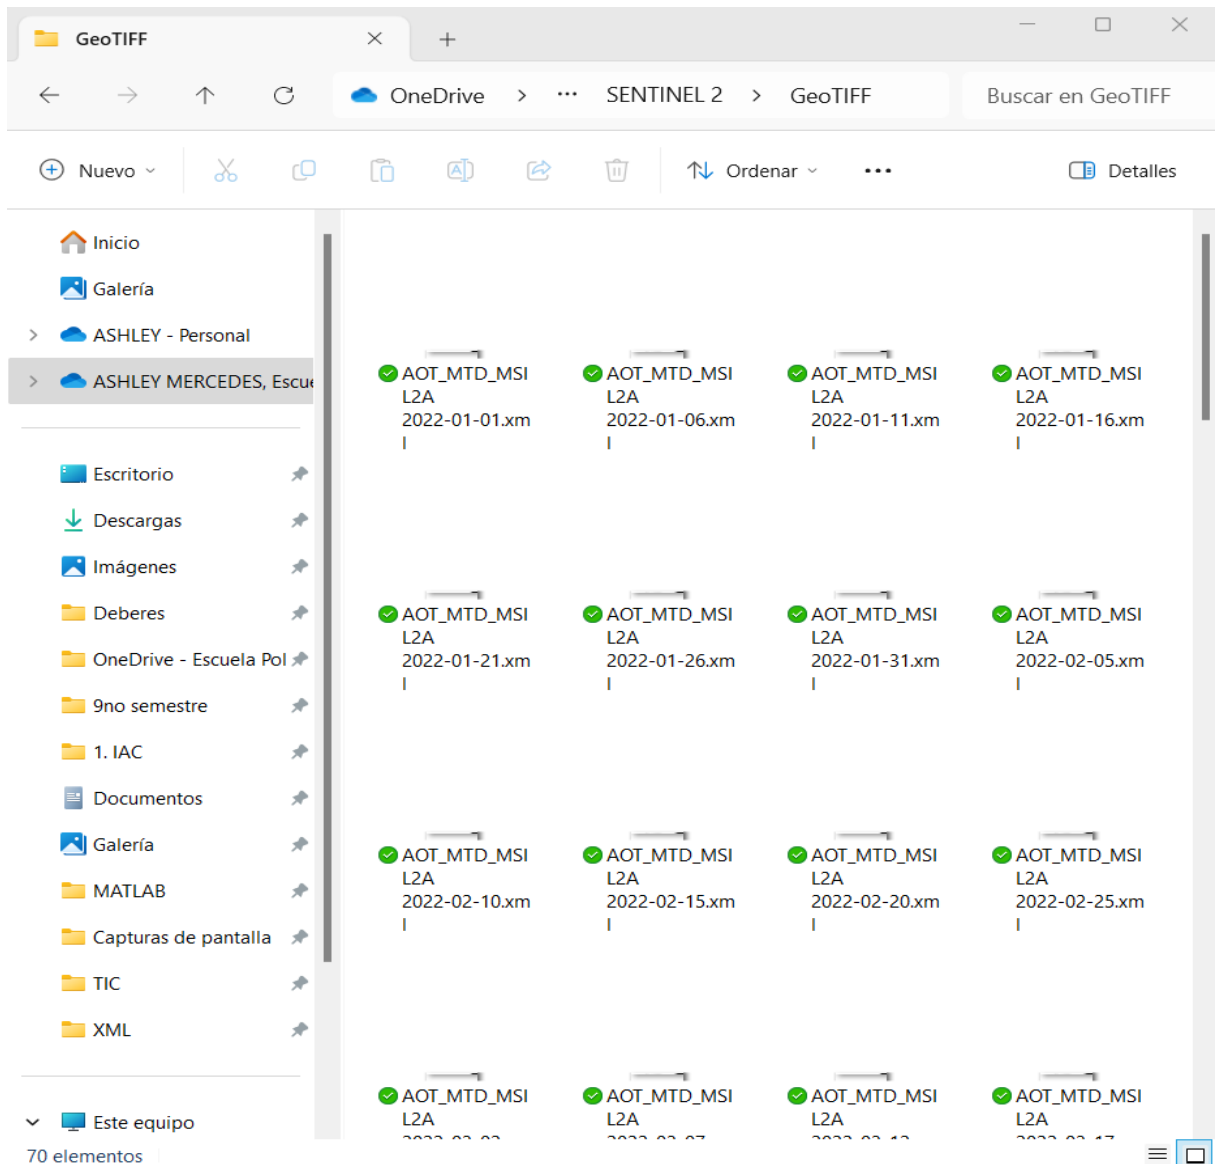 GeoTIFF
OneDrive > ··· SENTINEL 2 > GeoTIFF
Buscar en GeoTIFF
Nuevo
Ordenar
Detalles
Inicio
Galería
ASHLEY - Personal
ASHLEY MERCEDES, Escue
Escritorio
Descargas
Imágenes
Deberes
OneDrive - Escuela Pol
9no semestre
1. IAC
Documentos
Galería
MATLAB
Capturas de pantalla
TIC
XML
Este equipo
70 elementos
AOT_MTD_MSI
L2A
2022-01-01.xm
l
AOT_MTD_MSI
L2A
2022-01-06.xm
l
AOT_MTD_MSI
L2A
2022-01-11.xm
l
AOT_MTD_MSI
L2A
2022-01-16.xm
l
AOT_MTD_MSI
L2A
2022-01-21.xm
l
AOT_MTD_MSI
L2A
2022-01-26.xm
l
AOT_MTD_MSI
L2A
2022-01-31.xm
l
AOT_MTD_MSI
L2A
2022-02-05.xm
l
AOT_MTD_MSI
L2A
2022-02-10.xm
l
AOT_MTD_MSI
L2A
2022-02-15.xm
l
AOT_MTD_MSI
L2A
2022-02-20.xm
l
AOT_MTD_MSI
L2A
2022-02-25.xm
l
AOT_MTD_MSI
L2A
AOT_MTD_MSI
L2A
AOT_MTD_MSI
L2A
AOT_MTD_MSI
L2A